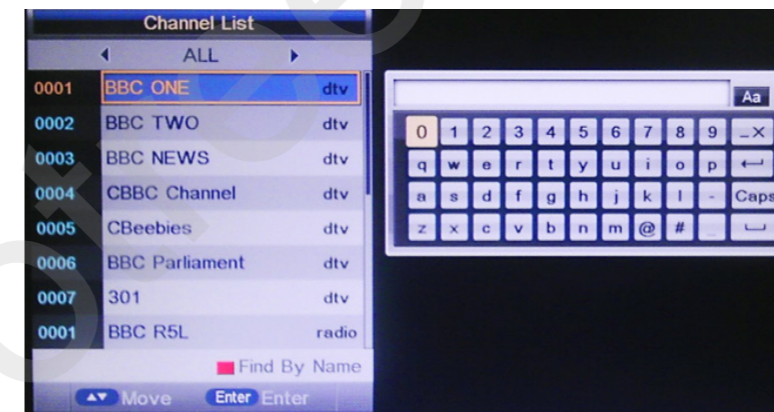 Channel List
ALL
0001 BBC ONE dtv
0002 BBC TWO dtv
0003 BBC NEWS dtv
0004 CBBC Channel dtv
0005 CBeebies dtv
0006 BBC Parliament dtv
0007 301 dtv
0001 BBC R5L radio
Find By Name
Move Enter Enter
Aa
0 1 2 3 4 5 6 7 8 9 _X
q w e r t y u i o p
a s d f g h j k l - Caps
z x c v b n m @ # _